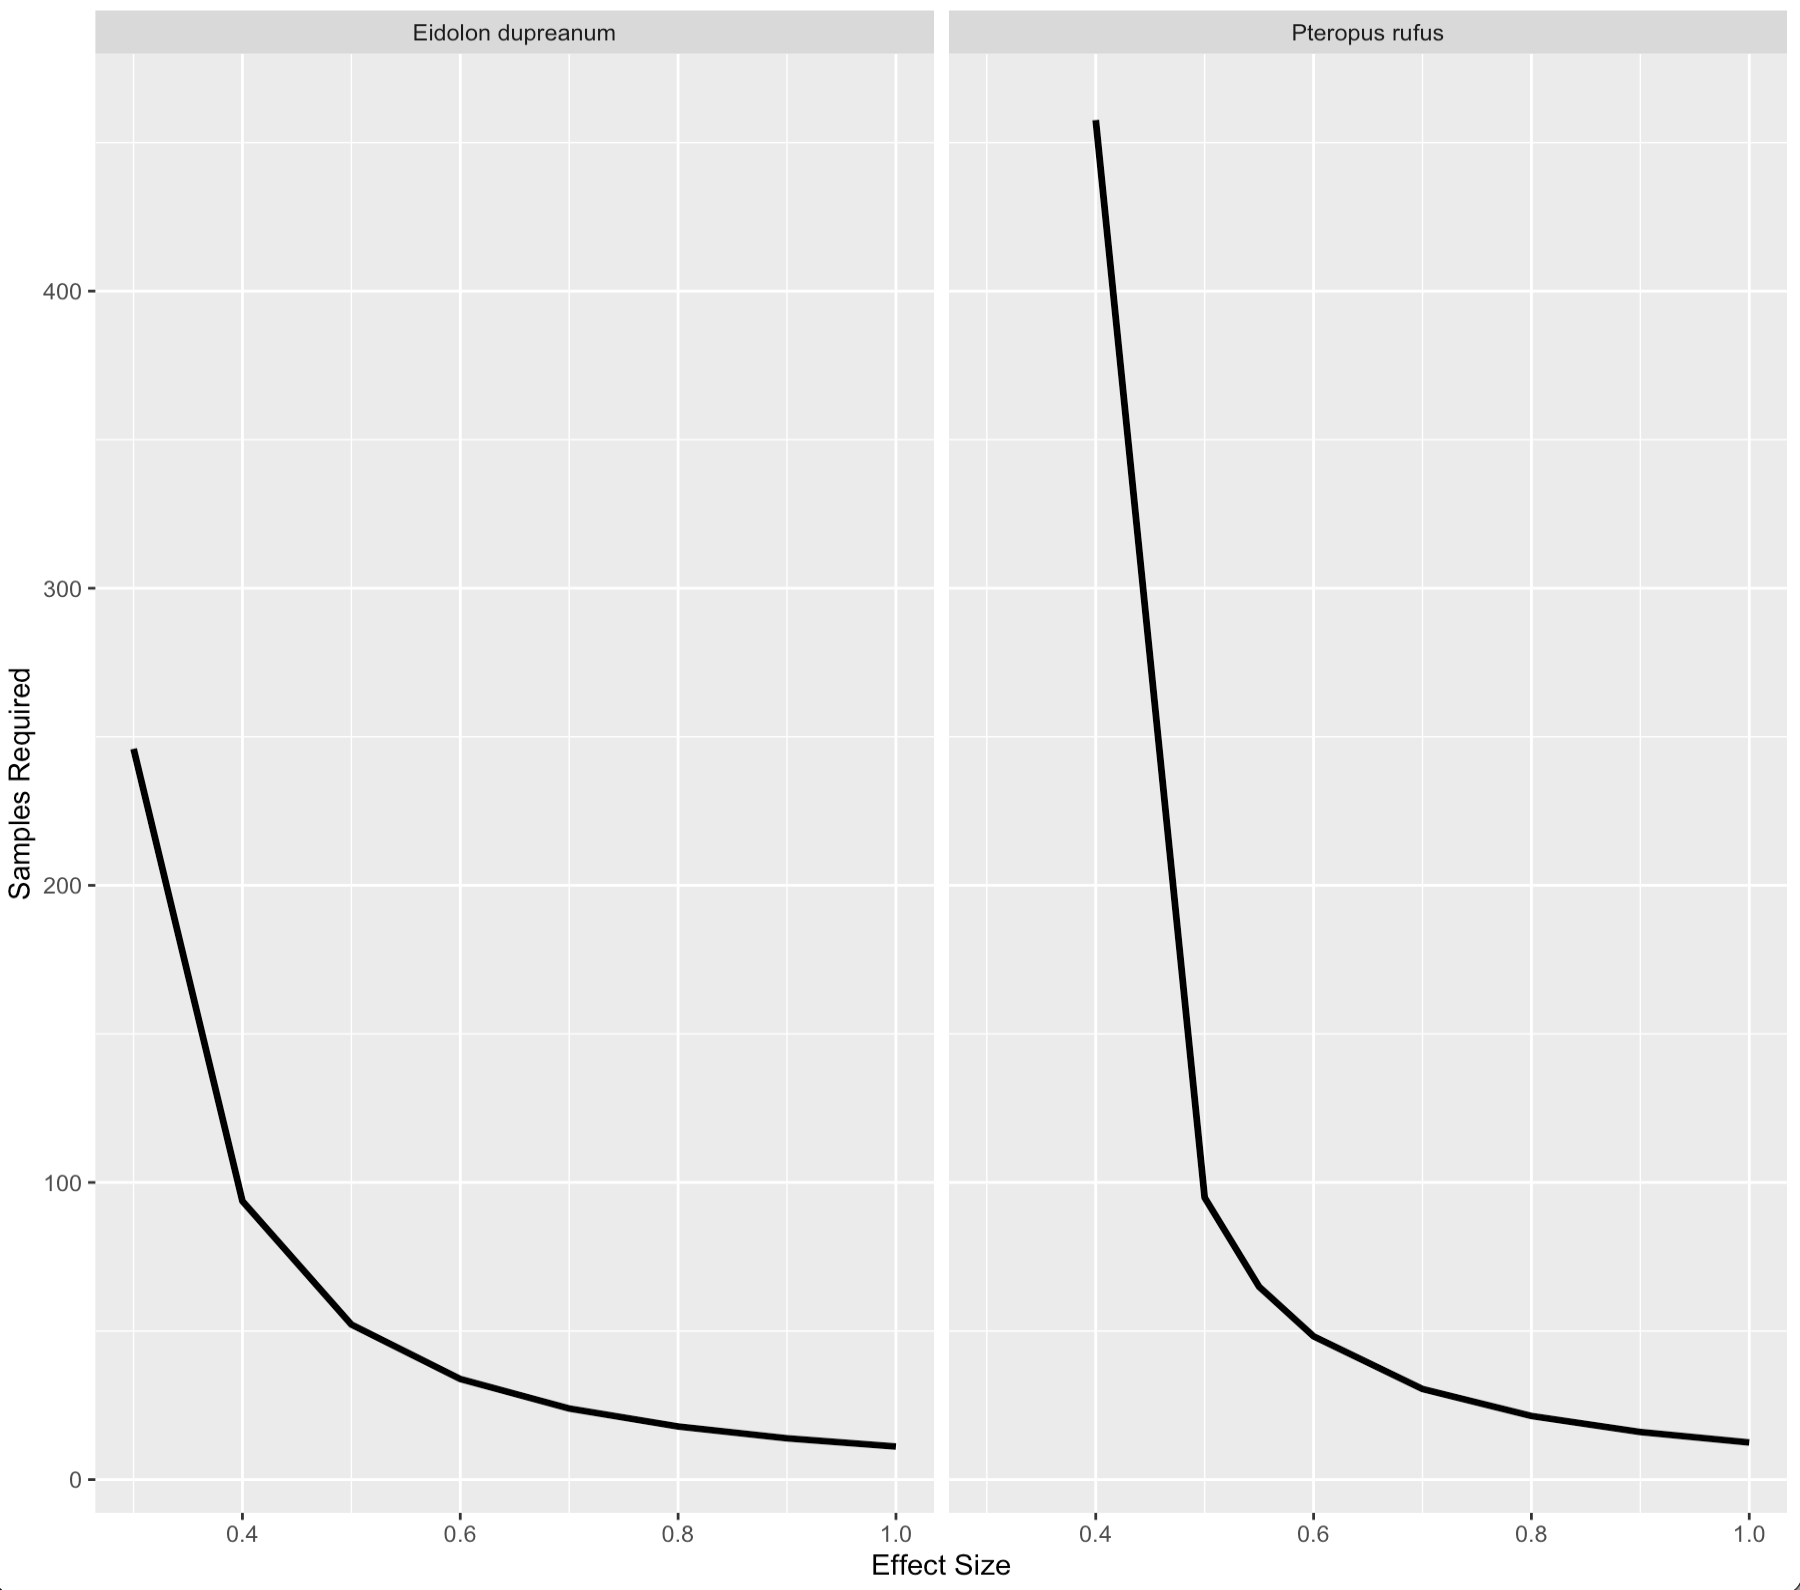 Eidolon dupreanum
Pteropus rufus
Samples Required
400
300
200
100
0
0.4 0.6 0.8 1.0
0.4 0.6 0.8 1.0
Effect Size